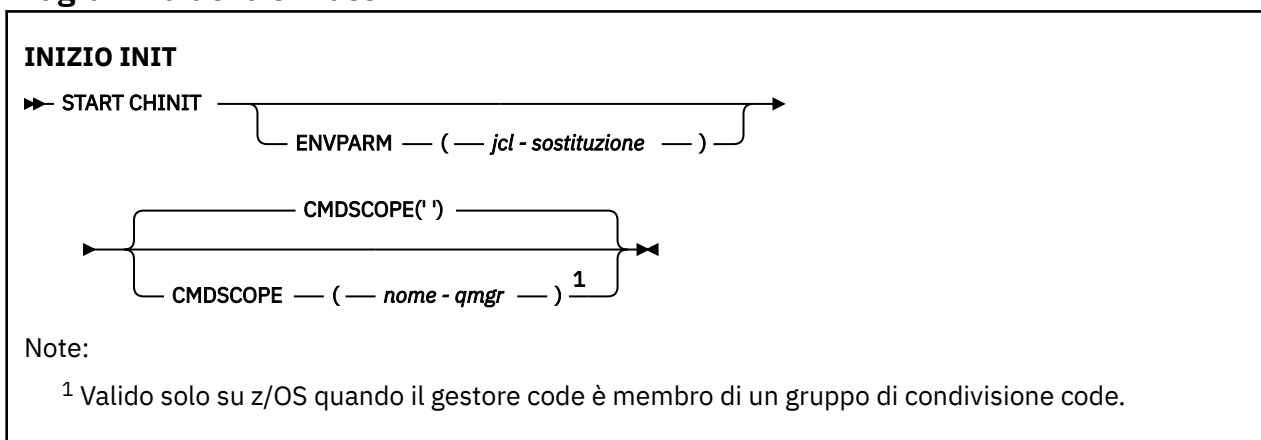 INIZIO INIT
START CHINIT
ENVPARM ( jcl - sostituzione )
CMDSCOPE(' ')
CMDSCOPE ( nome - qmgr ) 1
Note:
1 Valido solo su z/OS quando il gestore code è membro di un gruppo di condivisione code.